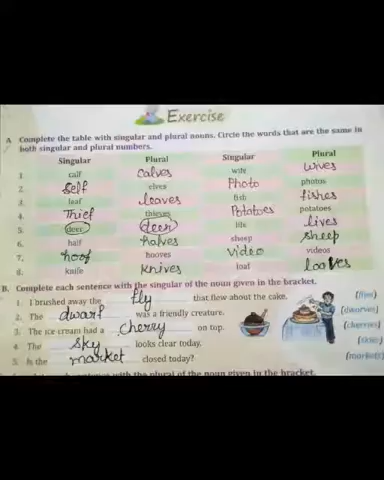 Exercise
A Complete the table with singular and plural nouns. Circle the words that are the same in
both singular and plural numbers.
Singular Plural Singular Plural
1. calf calves wife wives
2. self elves Photo photos
3. leaf leaves fish fishes
4. Thief thieves Potatoes potatoes
5. deer deer life lives
6. half halves sheep sheep
7. hoof hooves video videos
8. knife knives loaf loaves
B. Complete each sentence with the singular of the noun given in the bracket.
1. I brushed away the fly that flew about the cake. (flies)
2. The dwarf was a friendly creature. (dwarves)
3. The ice cream had a cherry on top. (cherries)
4. The sky looks clear today. (skies)
5. Is the market closed today? (markets)
sentence with the plural of the noun given in the bracket.